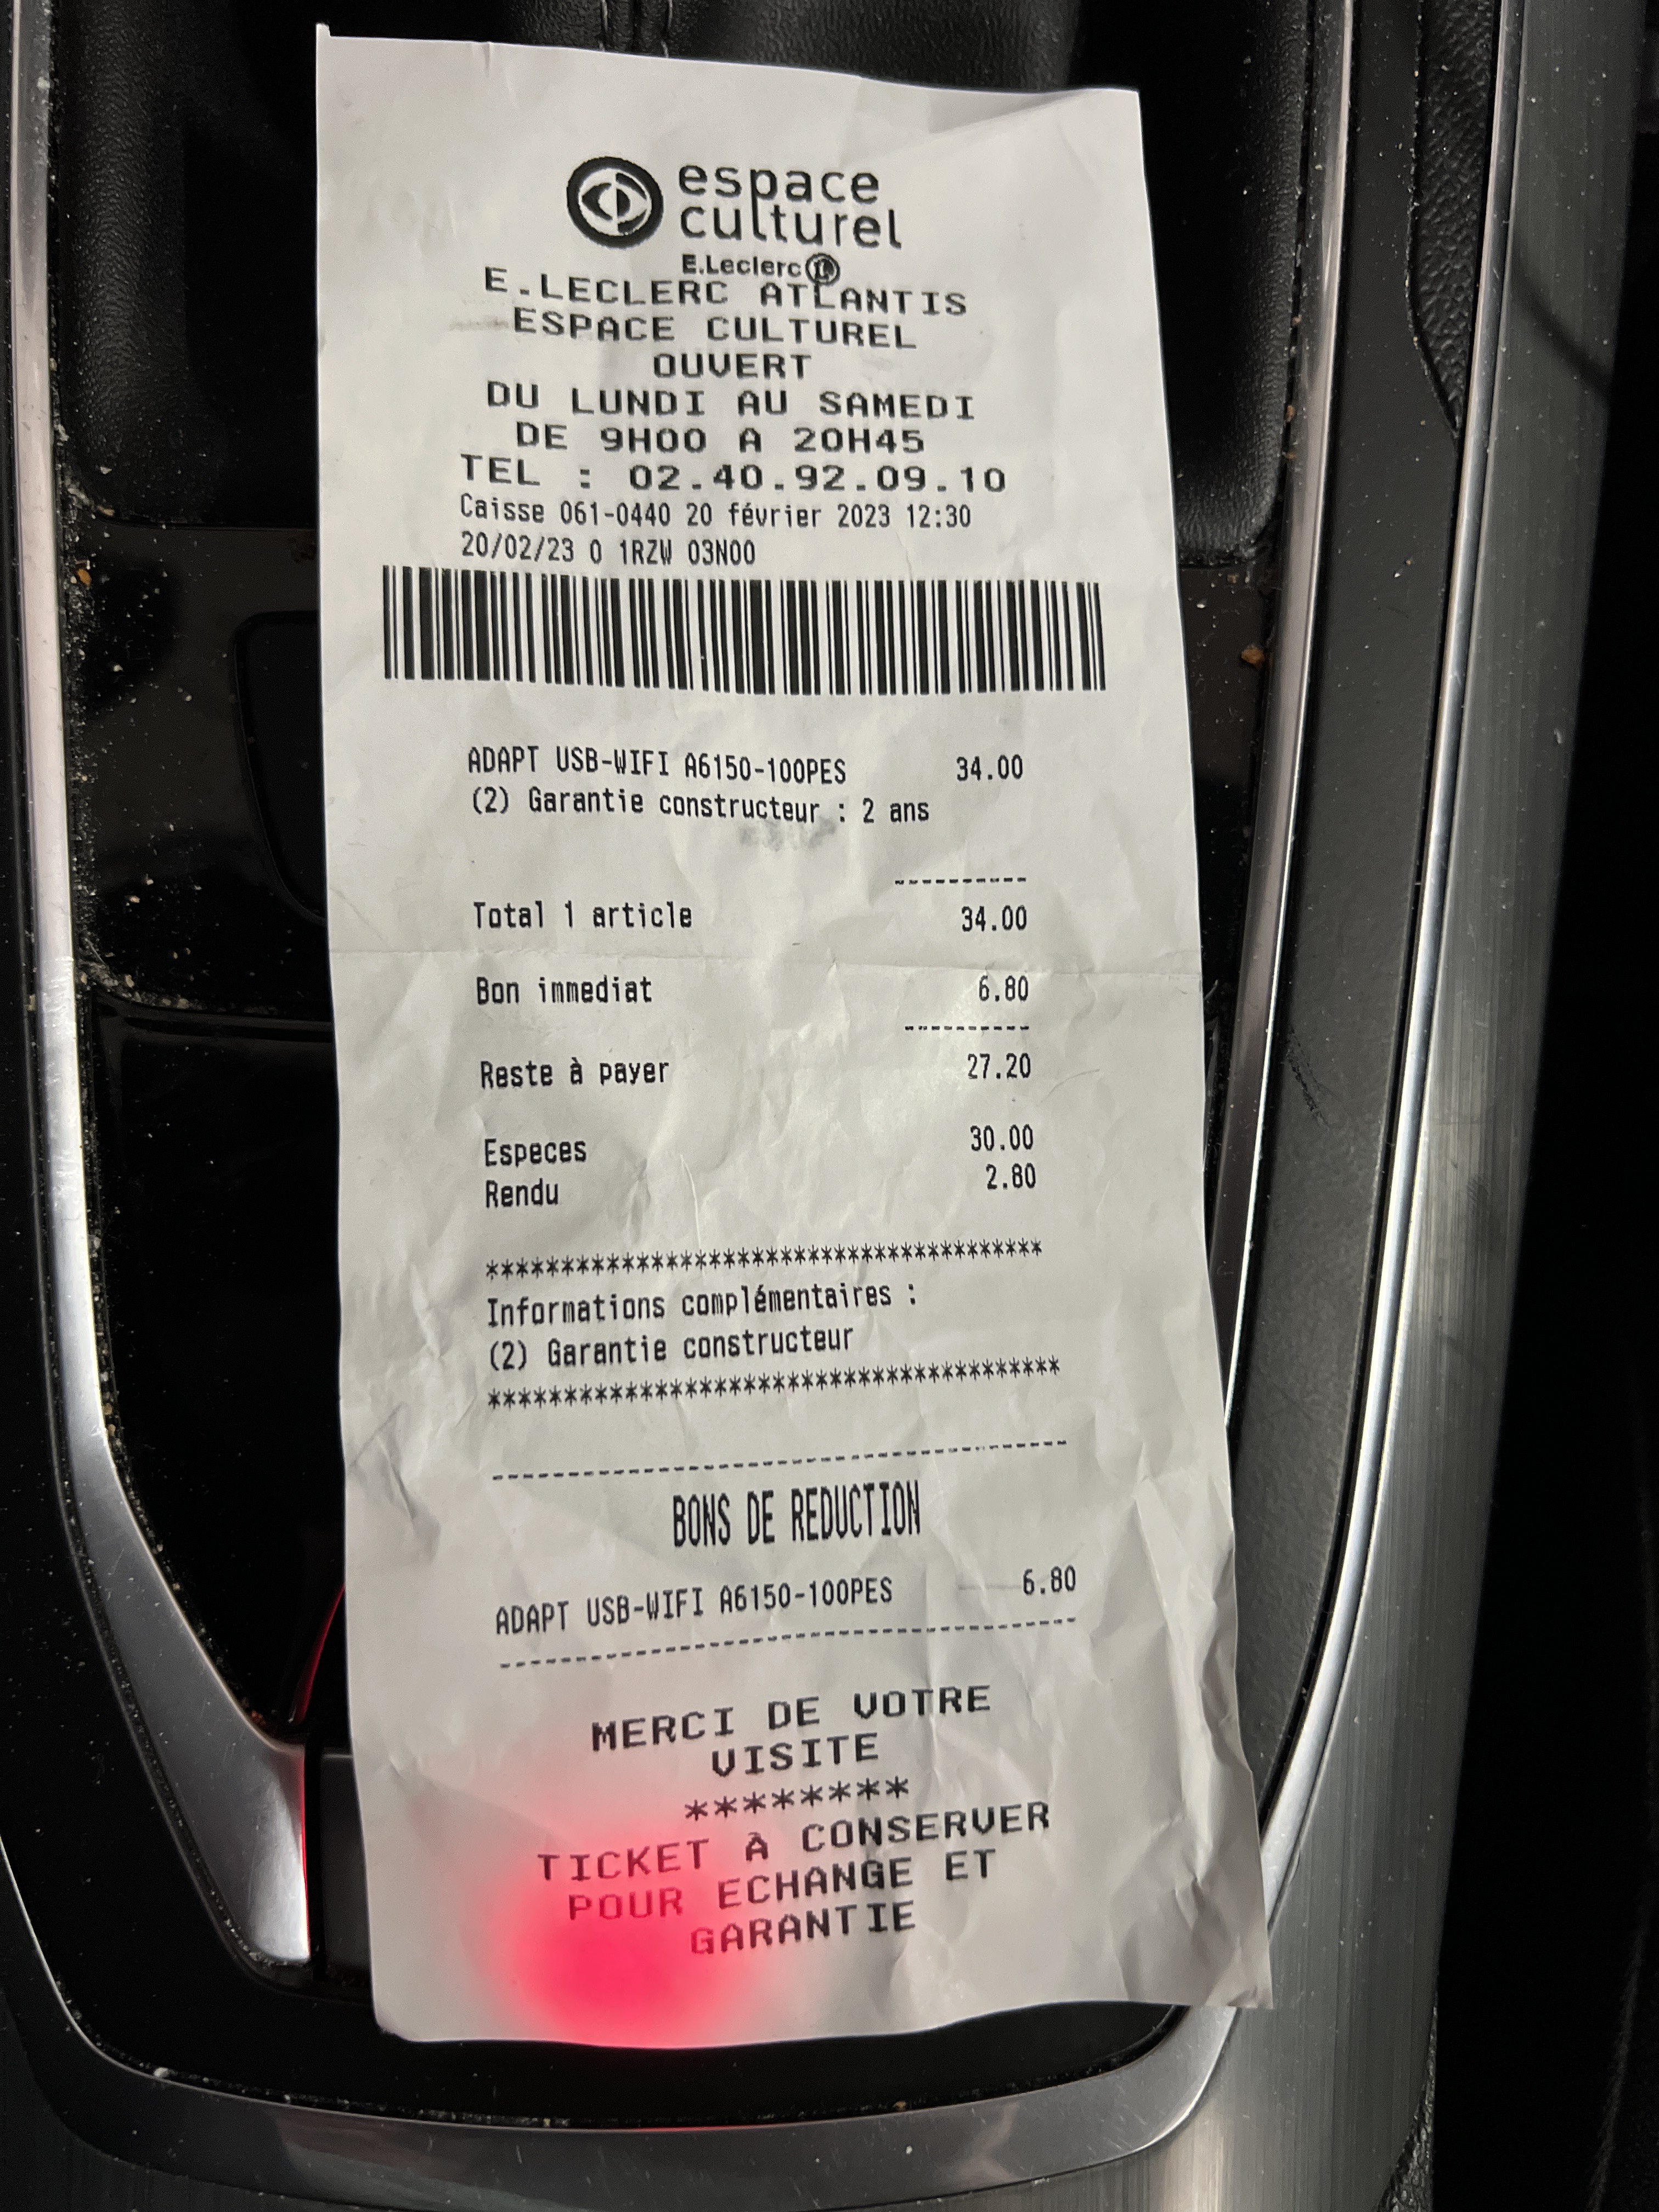 espace
culturel
E.Leclerc L
E.LECLERC ATLANTIS
ESPACE CULTUREL
OUVERT
DU LUNDI AU SAMEDI
DE 9H00 A 20H45
TEL : 02.40.92.09.10
Caisse 061-0440 20 février 2023 12:30
20/02/23 0 1RZW 03N00
ADAPT USB-WIFI A6150-100PES 34.00
(2) Garantie constructeur : 2 ans
----------
Total 1 article 34.00
Bon immediat 6.80
----------
Reste à payer 27.20
Especes 30.00
Rendu 2.80
**************************************
Informations complémentaires :
(2) Garantie constructeur
**************************************
--------------------------------------
BONS DE REDUCTION
ADAPT USB-WIFI A6150-100PES 6.80
--------------------------------------
MERCI DE VOTRE
VISITE
********
TICKET À CONSERVER
POUR ECHANGE ET
GARANTIE